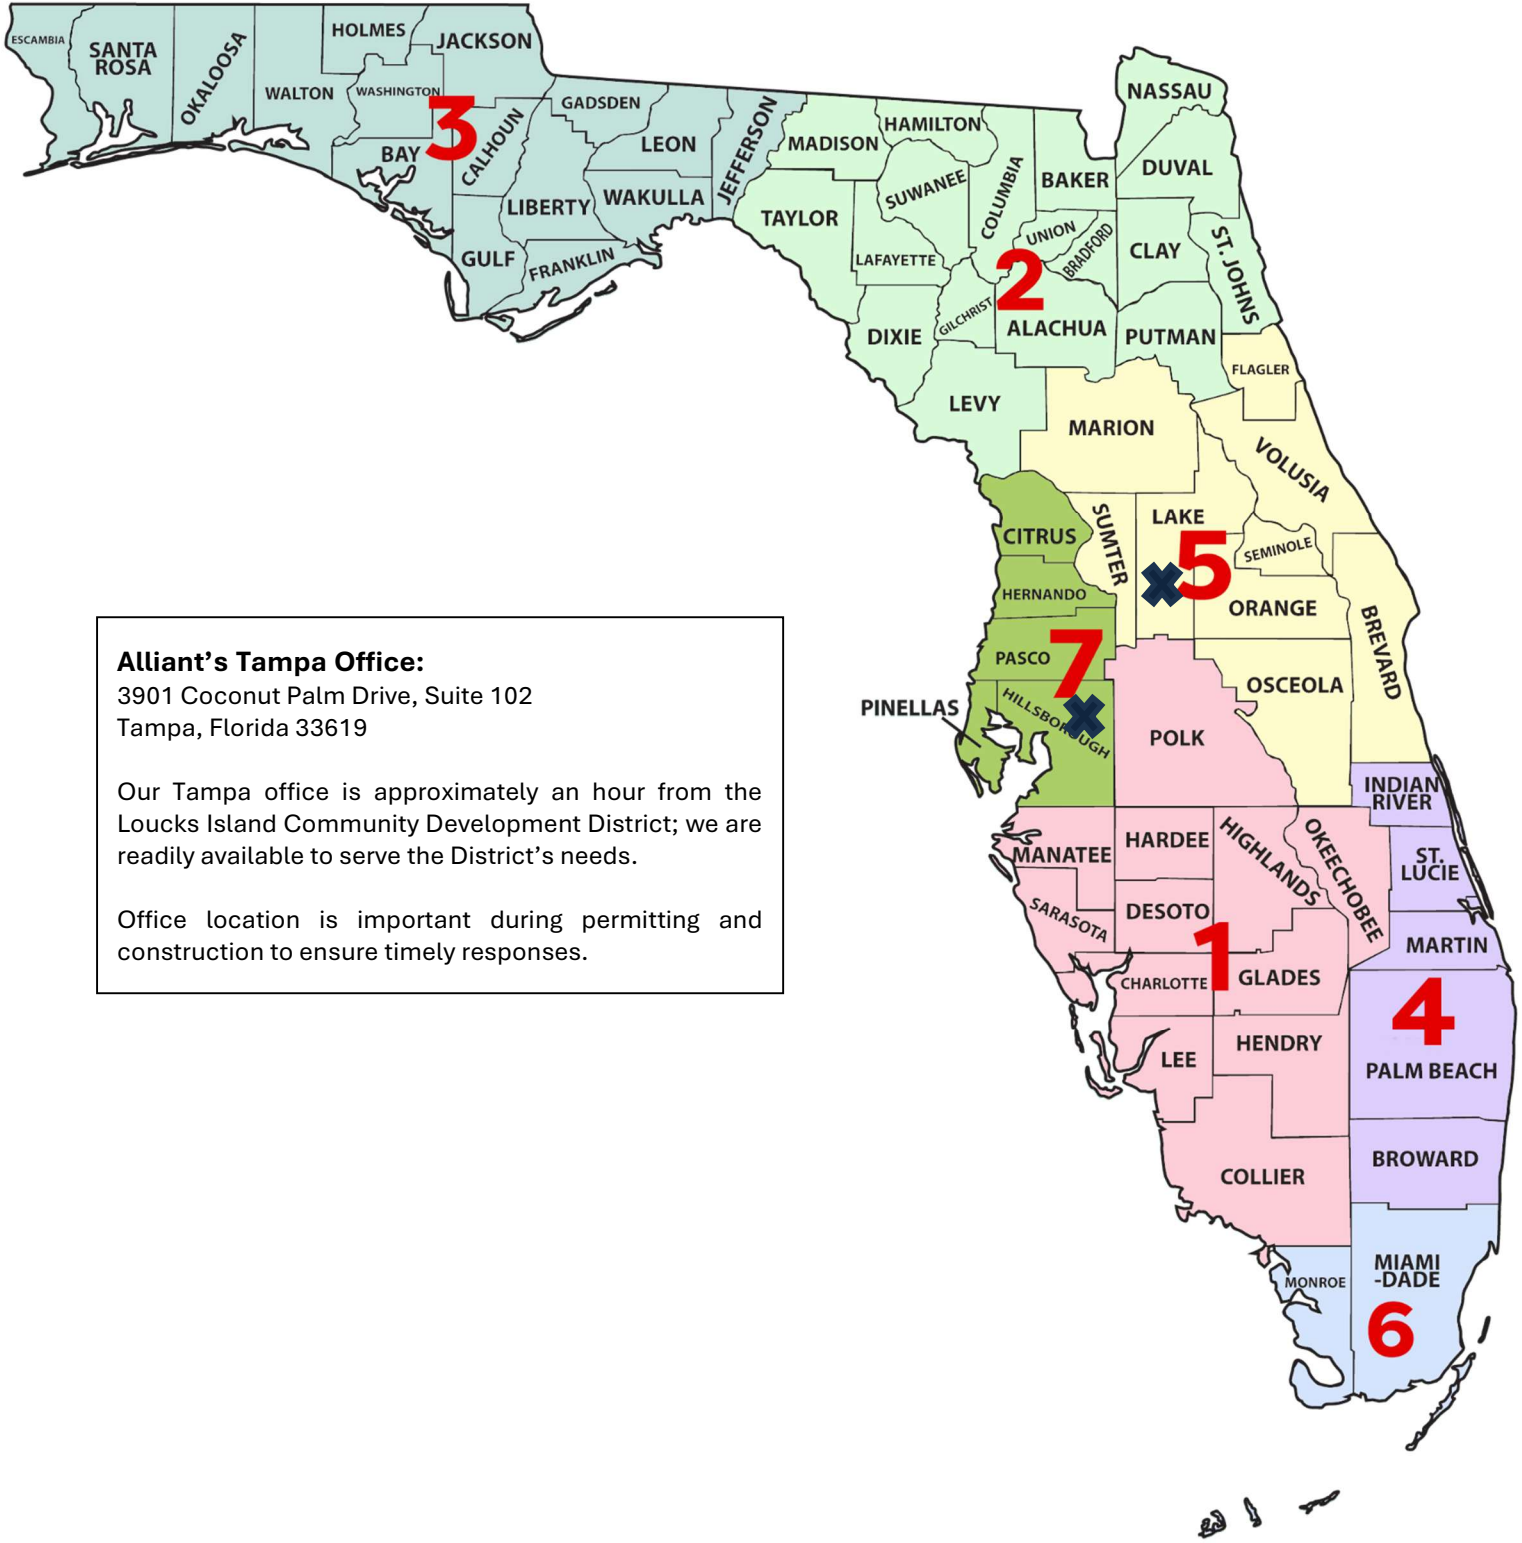 ESCAMBIA
SANTA
ROSA
OKALOOSA
WALTON
HOLMES
WASHINGTON
JACKSON
3
BAY
CALHOUN
GADSDEN
LIBERTY
GULF
FRANKLIN
LEON
WAKULLA
JEFFERSON
MADISON
TAYLOR
HAMILTON
SUWANEE
LAFAYETTE
COLUMBIA
BAKER
NASSAU
DUVAL
UNION
BRADFORD
CLAY
ST. JOHNS
2
DIXIE
GILCHRIST
ALACHUA
PUTMAN
LEVY
FLAGLER
MARION
VOLUSIA
CITRUS
SUMTER
LAKE
5
SEMINOLE
ORANGE
BREVARD
HERNANDO
PASCO
7
PINELLAS
HILLSBOROUGH
OSCEOLA
POLK
Alliant’s Tampa Office:
3901 Coconut Palm Drive, Suite 102
Tampa, Florida 33619
Our Tampa office is approximately an hour from the
Loucks Island Community Development District; we are
readily available to serve the District’s needs.
Office location is important during permitting and
construction to ensure timely responses.
INDIAN
RIVER
MANATEE
HARDEE
HIGHLANDS
OKEECHOBEE
ST.
LUCIE
SARASOTA
DESOTO
MARTIN
1
CHARLOTTE
GLADES
4
LEE
HENDRY
PALM BEACH
COLLIER
BROWARD
MONROE
MIAMI
-DADE
6